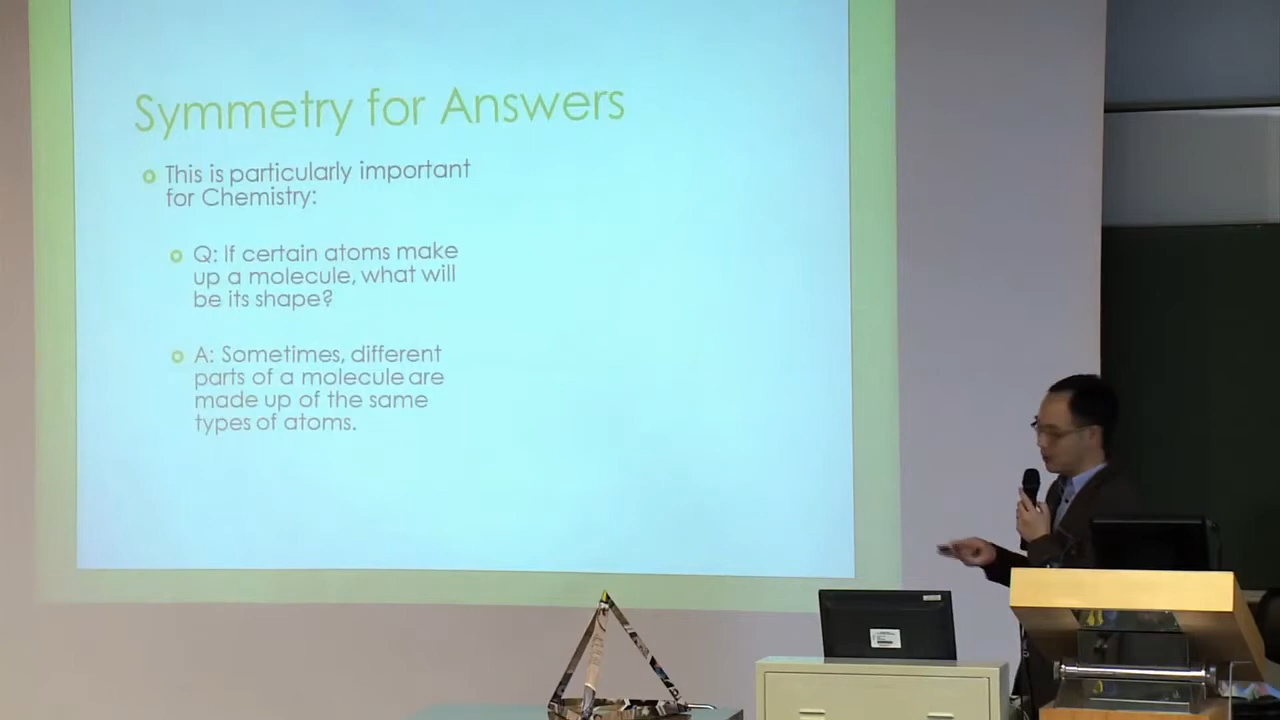 Symmetry for Answers
This is particularly important
for Chemistry:
Q: If certain atoms make
up a molecule, what will
be its shape?
A: Sometimes, different
parts of a molecule are
made up of the same
types of atoms.